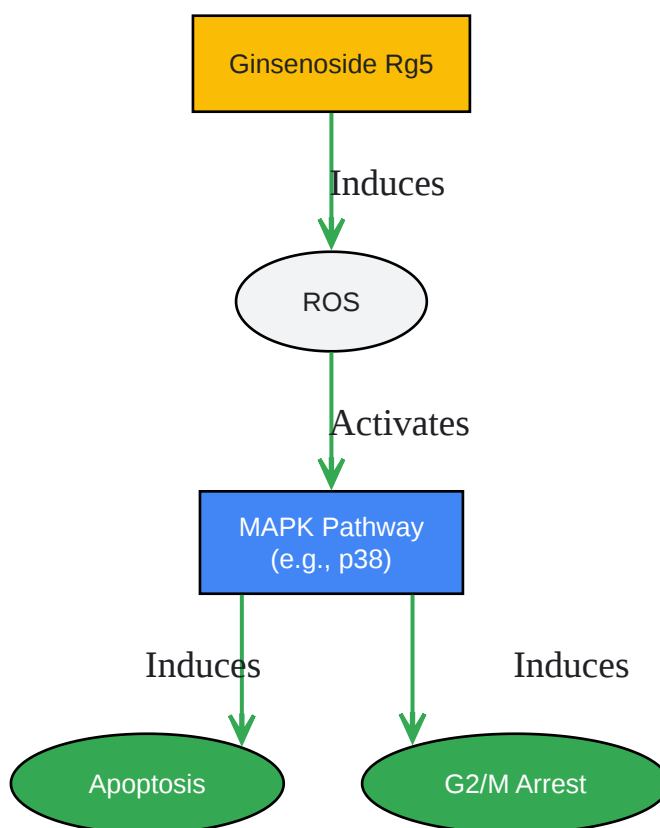 Ginsenoside Rg5
Induces
ROS
Activates
MAPK Pathway
(e.g., p38)
Induces
Induces
Apoptosis
G2/M Arrest